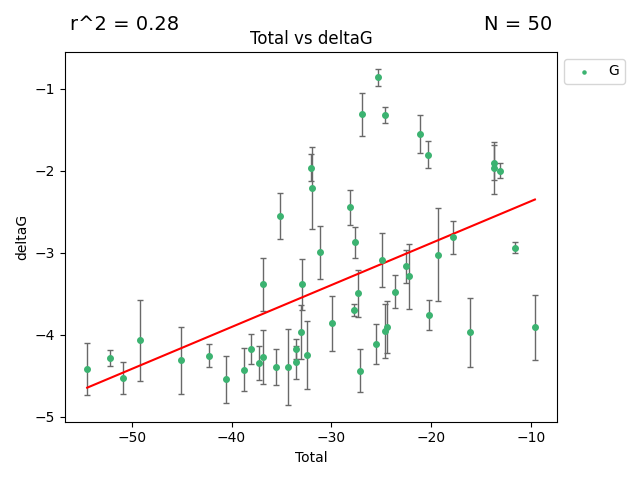 r^2 = 0.28
N = 50
Total vs deltaG
G
deltaG
−1
−2
−3
−4
−5
−50
−40
−30
−20
−10
Total